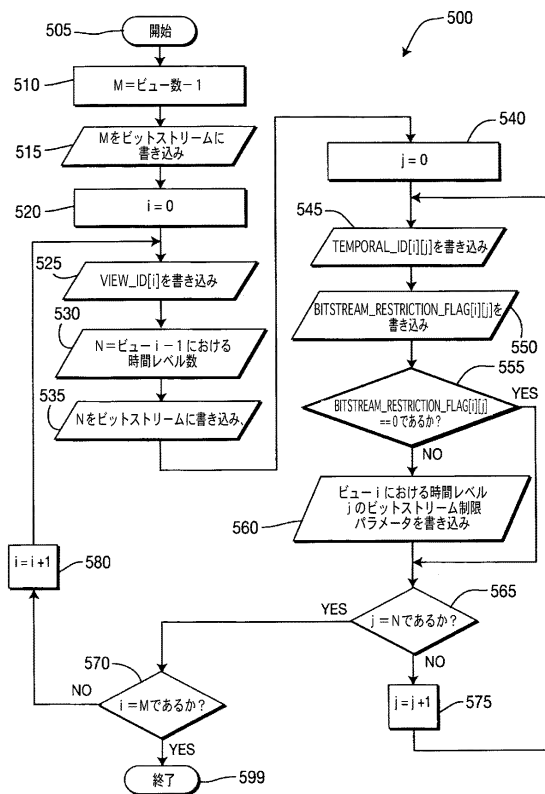 500
505
開始
510
M=ビュー数-1
515
Mをビットストリームに
書き込み
520
i=0
525
VIEW_ID[i]を書き込み
530
N=ビューi-1における
時間レベル数
535
Nをビットストリームに書き込み、
540
j=0
545
TEMPORAL_ID[i][j]を書き込み
BITSTREAM_RESTRICTION_FLAG[i][j]を
書き込み
550
555
BITSTREAM_RESTRICTION_FLAG[i][j]
==0であるか?
YES
NO
ビューiにおける時間レベル
jのビットストリーム制限
パラメータを書き込み
560
565
j=Nであるか?
YES
NO
j=j+1
575
570
i=Mであるか?
NO
YES
i=i+1
580
終了
599